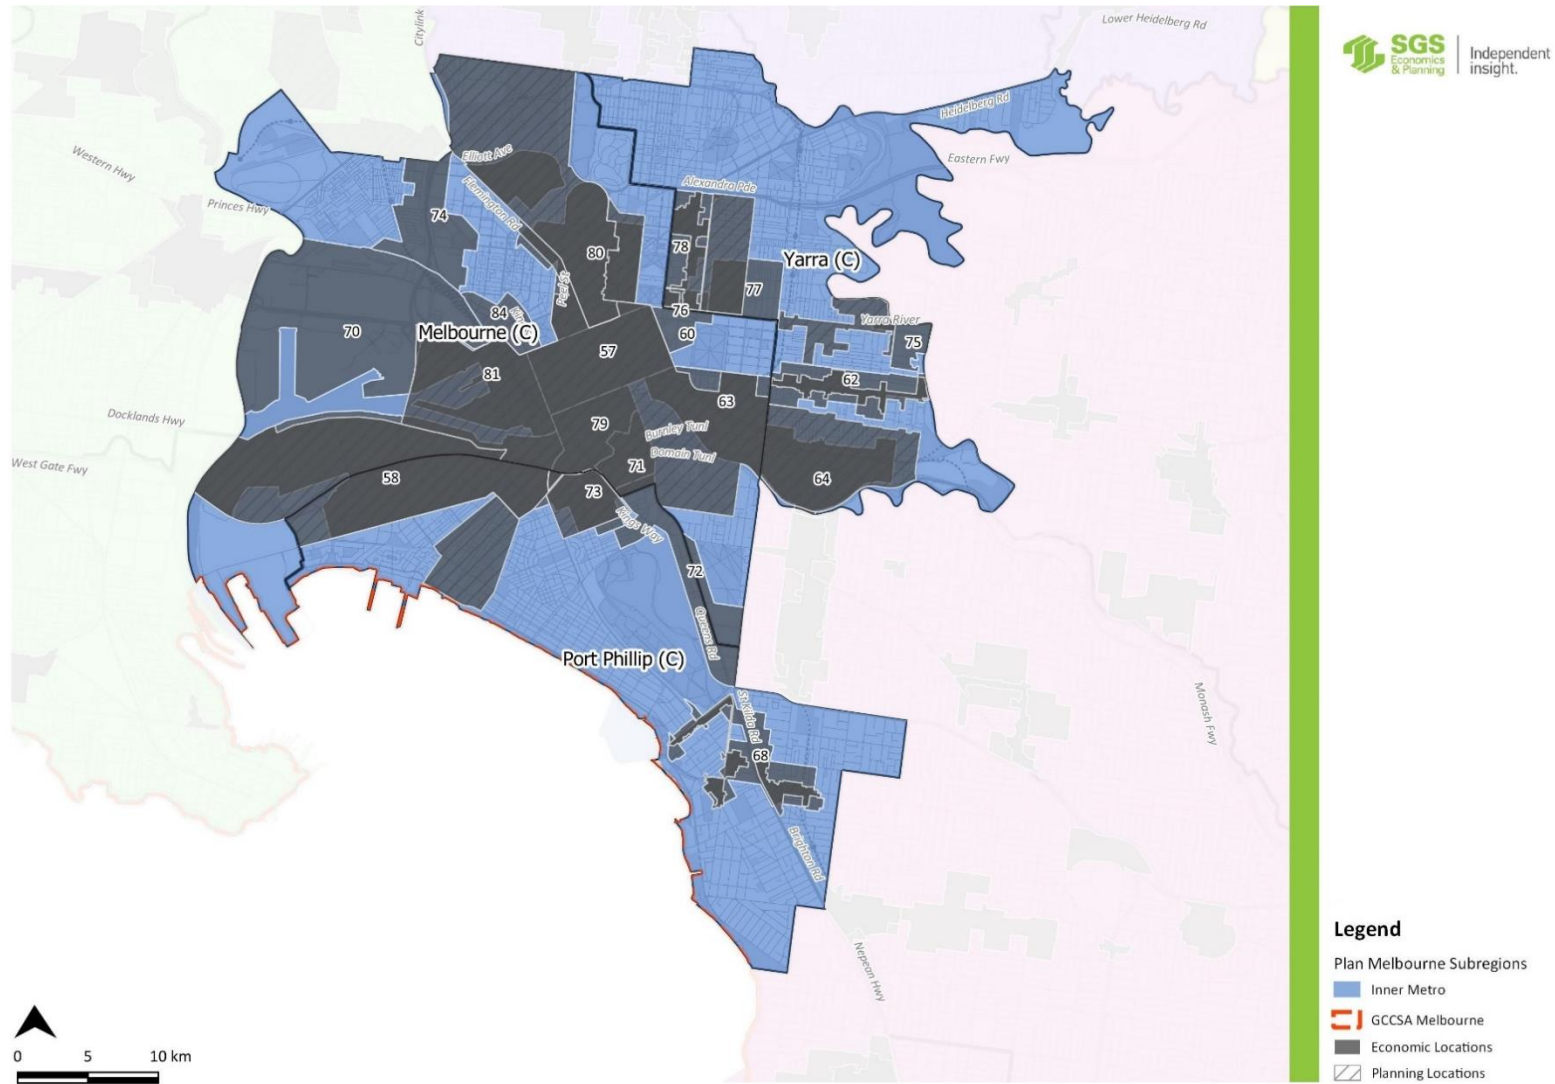 Citylink
Lower Heidelberg Rd
SGS
Economics
& Planning
Independent
insight.
Heidelberg Rd
Western Hwy
Elliott Ave
Eastern Fwy
Flemington Rd
Alexandra Pde
Princes Hwy
74
78
80
Yarra (C)
77
Peel St
76
84
Yarra River
70
Melbourne (C)
60
75
57
81
62
63
Docklands Hwy
79
Burnley Tunl
Domain Tunl
West Gate Fwy
71
58
64
73
Kings Way
72
Queens Rd
Port Phillip (C)
Monash Fwy
St Kilda Rd
68
Brighton Rd
Nepean Hwy
Legend
Plan Melbourne Subregions
Inner Metro
GCCSA Melbourne
Economic Locations
Planning Locations
0 5 10 km